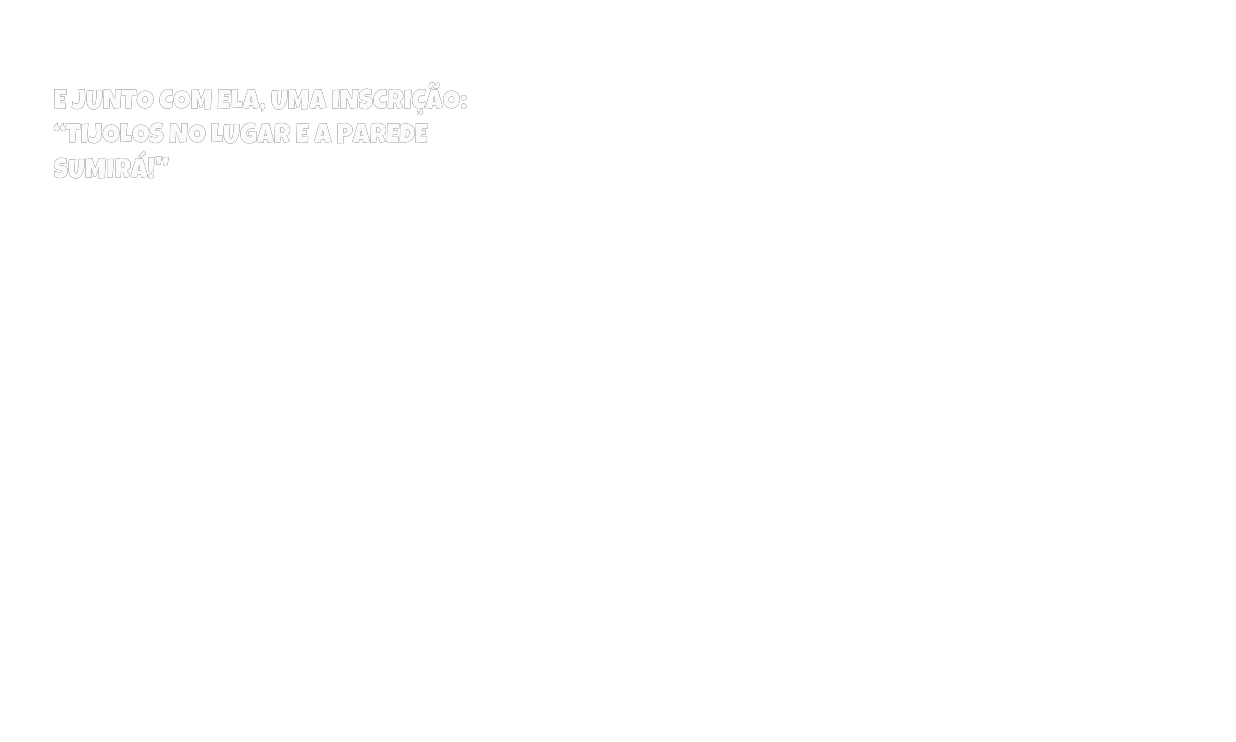 E JUNTO COM ELA, UMA INSCRIÇÃO:
“TIJOLOS NO LUGAR E A PAREDE
SUMIRÁ!"